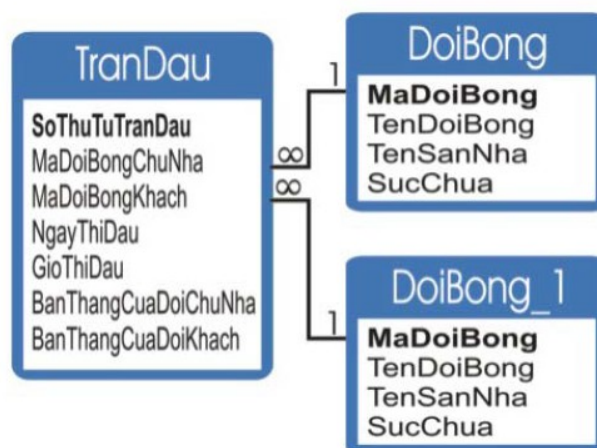 TranDau
SoThuTuTranDau
MaDoiBongChuNha
MaDoiBongKhach
NgayThiDau
GioThiDau
BanThangCuaDoiChuNha
BanThangCuaDoiKhach
∞
∞
1
1
DoiBong
MaDoiBong
TenDoiBong
TenSanNha
SucChua
DoiBong_1
MaDoiBong
TenDoiBong
TenSanNha
SucChua